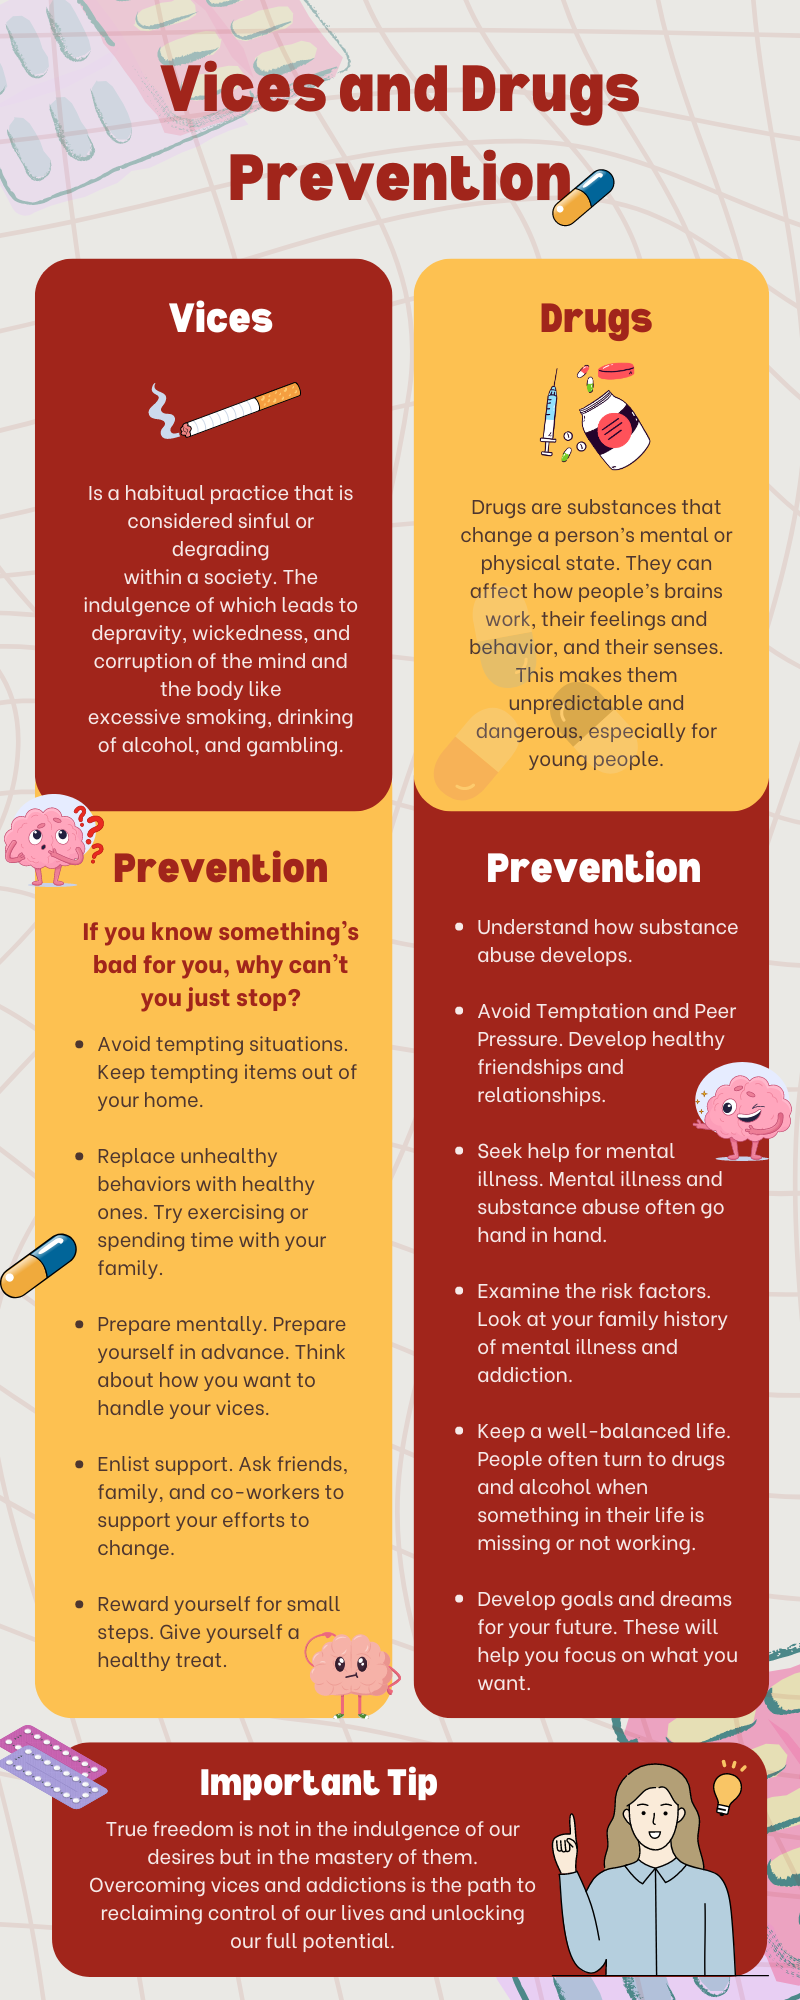 Vices and Drugs
Prevention
Vices
Is a habitual practice that is
considered sinful or
degrading
within a society. The
indulgence of which leads to
depravity, wickedness, and
corruption of the mind and
the body like
excessive smoking, drinking
of alcohol, and gambling.
Drugs
Drugs are substances that
change a person's mental or
physical state. They can
affect how people's brains
work, their feelings and
behavior, and their senses.
This makes them
unpredictable and
dangerous, especially for
young people.
???
Prevention
If you know something's
bad for you, why can't
you just stop?
• Avoid tempting situations.
Keep tempting items out of
your home.
• Replace unhealthy
behaviors with healthy
ones. Try exercising or
spending time with your
family.
• Prepare mentally. Prepare
yourself in advance. Think
about how you want to
handle your vices.
• Enlist support. Ask friends,
family, and co-workers to
support your efforts to
change.
• Reward yourself for small
steps. Give yourself a
healthy treat.
Prevention
• Understand how substance
abuse develops.
• Avoid Temptation and Peer
Pressure. Develop healthy
friendships and
relationships.
• Seek help for mental
illness. Mental illness and
substance abuse often go
hand in hand.
• Examine the risk factors.
Look at your family history
of mental illness and
addiction.
• Keep a well-balanced life.
People often turn to drugs
and alcohol when
something in their life is
missing or not working.
• Develop goals and dreams
for your future. These will
help you focus on what you
want.
Important Tip
True freedom is not in the indulgence of our
desires but in the mastery of them.
Overcoming vices and addictions is the path to
reclaiming control of our lives and unlocking
our full potential.